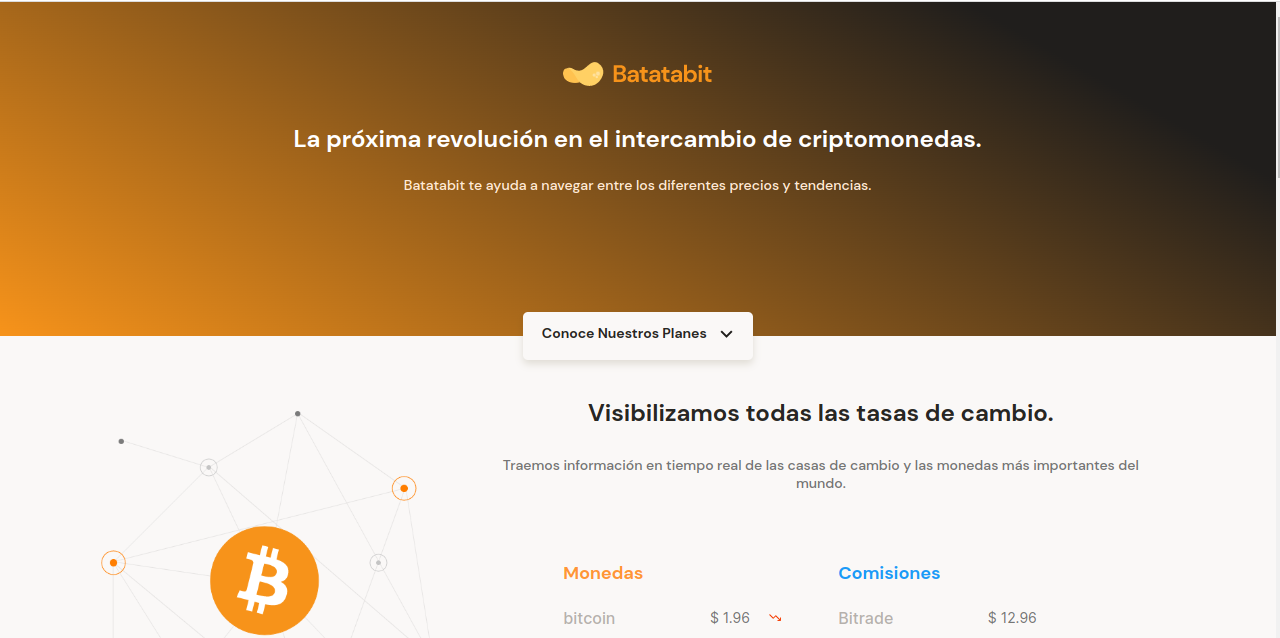 Batatabit
La próxima revolución en el intercambio de criptomonedas.
Batatabit te ayuda a navegar entre los diferentes precios y tendencias.
Conoce Nuestros Planes
Visibilizamos todas las tasas de cambio.
Traemos información en tiempo real de las casas de cambio y las monedas más importantes del
mundo.
Monedas
Comisiones
bitcoin $ 1.96
Bitrade $ 12.96